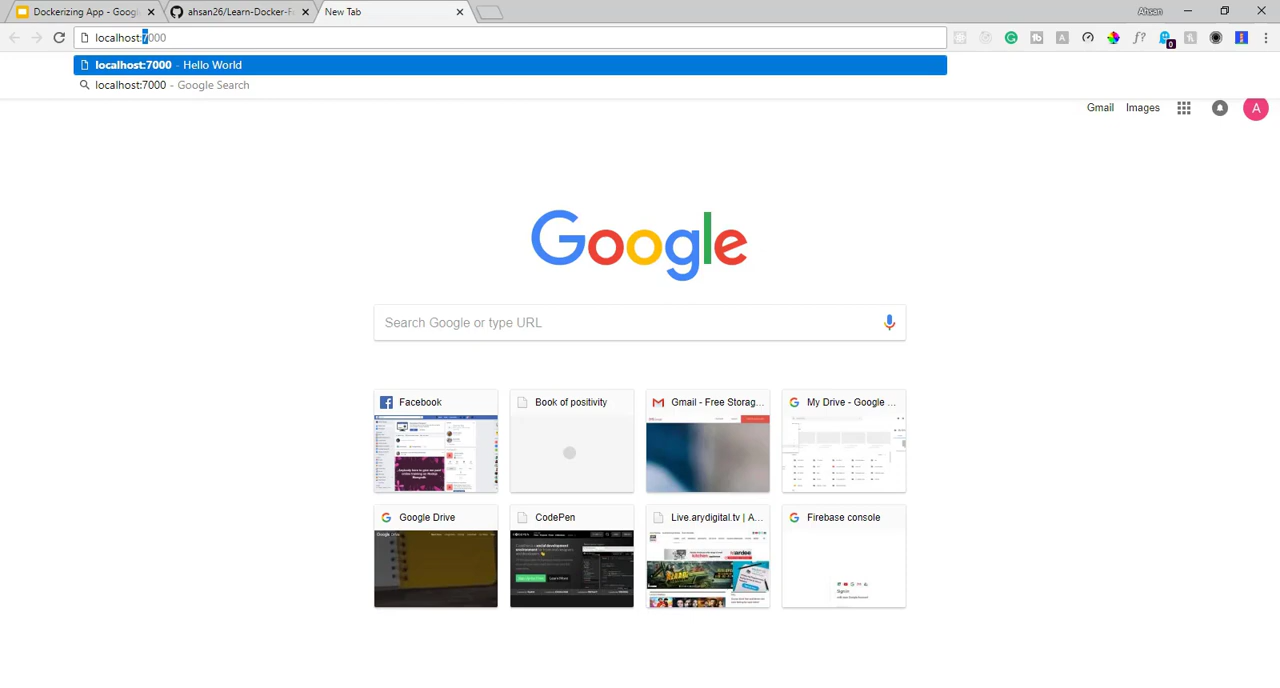 Dockerizing App - Googl
ahsan26/Learn-Docker-F
New Tab
Ahsan
localhost:7000
f?
0
localhost:7000 - Hello World
localhost:7000 - Google Search
Gmail
Images
A
Google
Search Google or type URL
Facebook
Book of positivity
Gmail - Free Storag...
My Drive - Google ...
Google Drive
CodePen
Live.arydigital.tv | A...
Firebase console